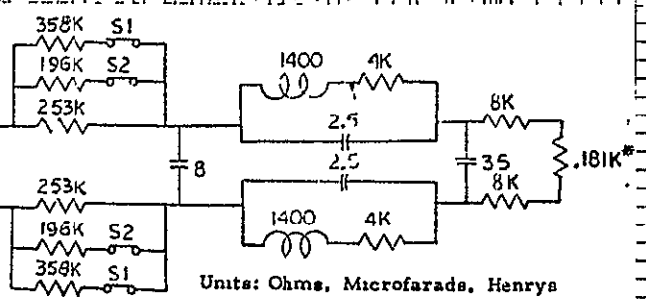 358K S1
196K S2
253K
1400 4K
2.5
8
2.5
8K
35
.181K*
8K
253K
196K S2
358K S1
1400 4K
Units: Ohms, Microfarads, Henrys